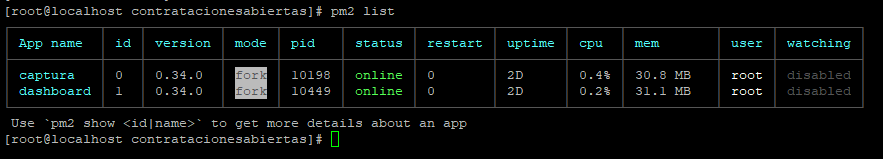 [root@localhost contratacionesabiertas]# pm2 list
App name id version mode pid status restart uptime cpu mem user watching
captura 0 0.34.0 fork 10198 online 0 2D 0.4% 30.8 MB root disabled
dashboard 1 0.34.0 fork 10449 online 0 2D 0.2% 31.1 MB root disabled
Use `pm2 show <id|name>` to get more details about an app
[root@localhost contratacionesabiertas]#